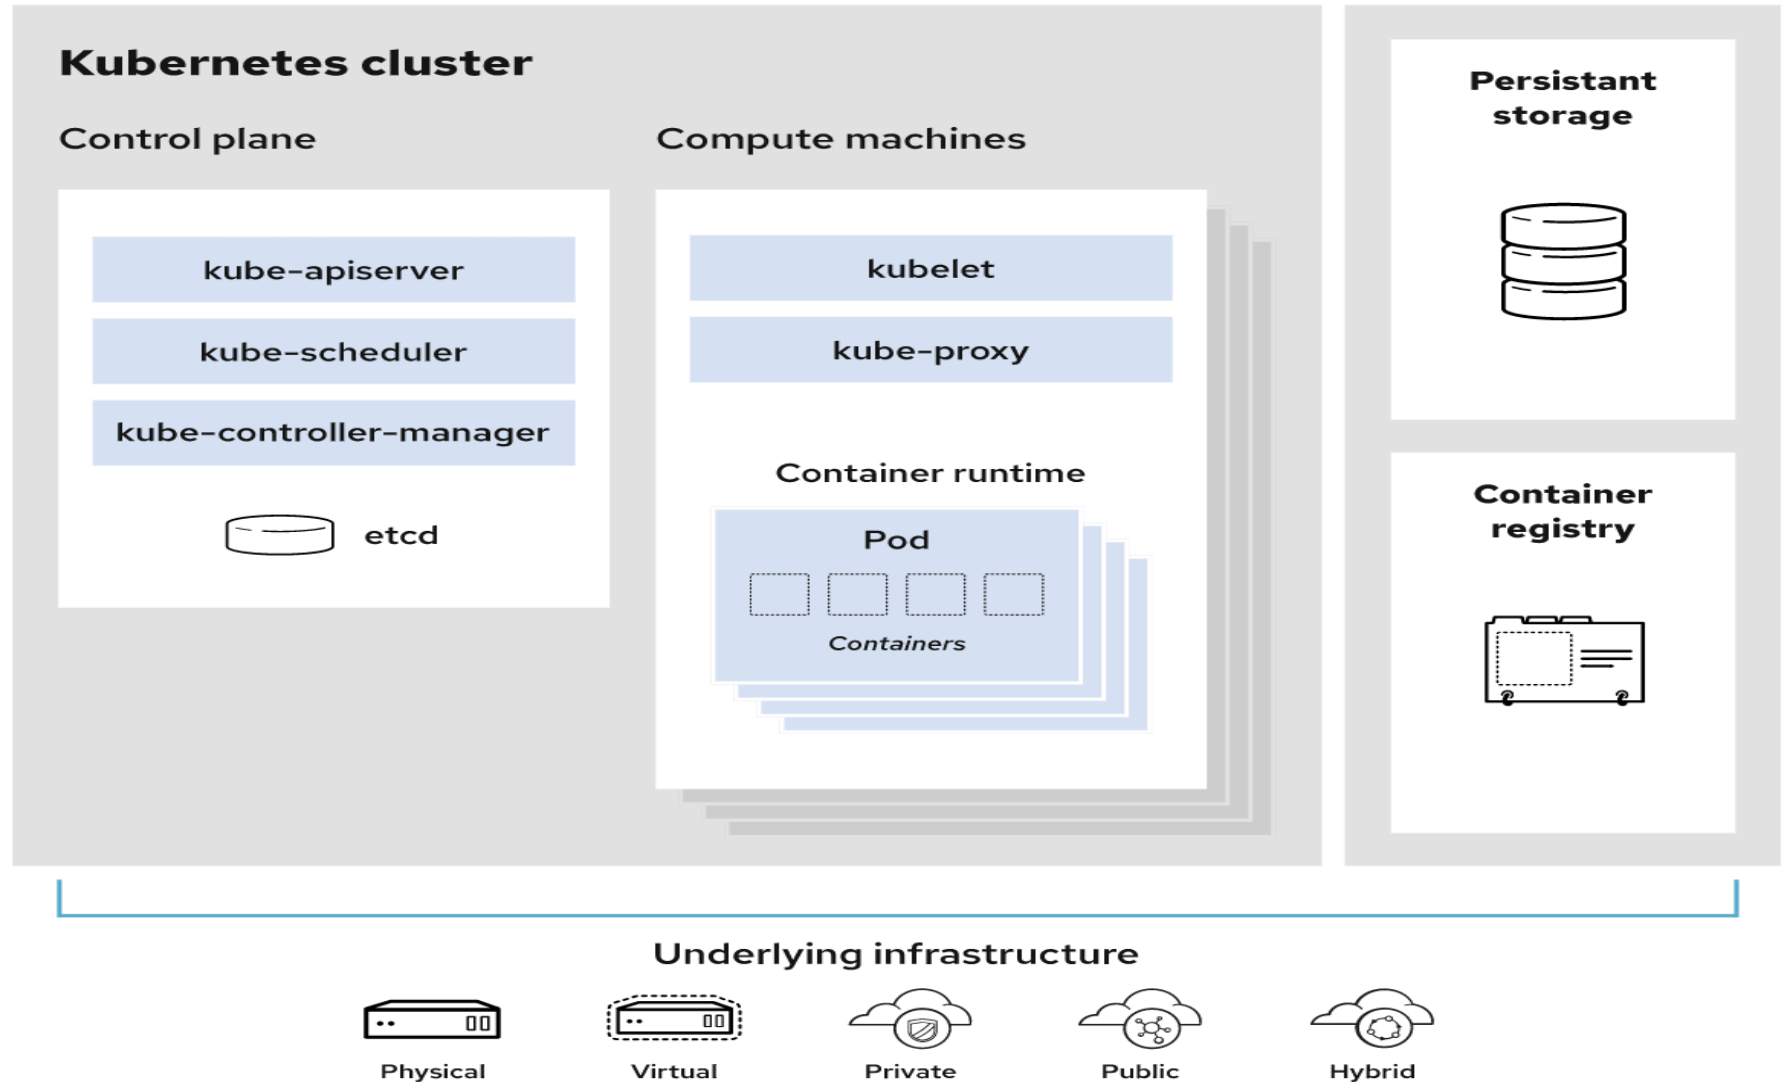 Kubernetes cluster
Control plane
kube-apiserver
kube-scheduler
kube-controller-manager
etcd
Compute machines
kubelet
kube-proxy
Container runtime
Pod
Containers
Persistant
storage
Container
registry
Underlying infrastructure
Physical
Virtual
Private
Public
Hybrid